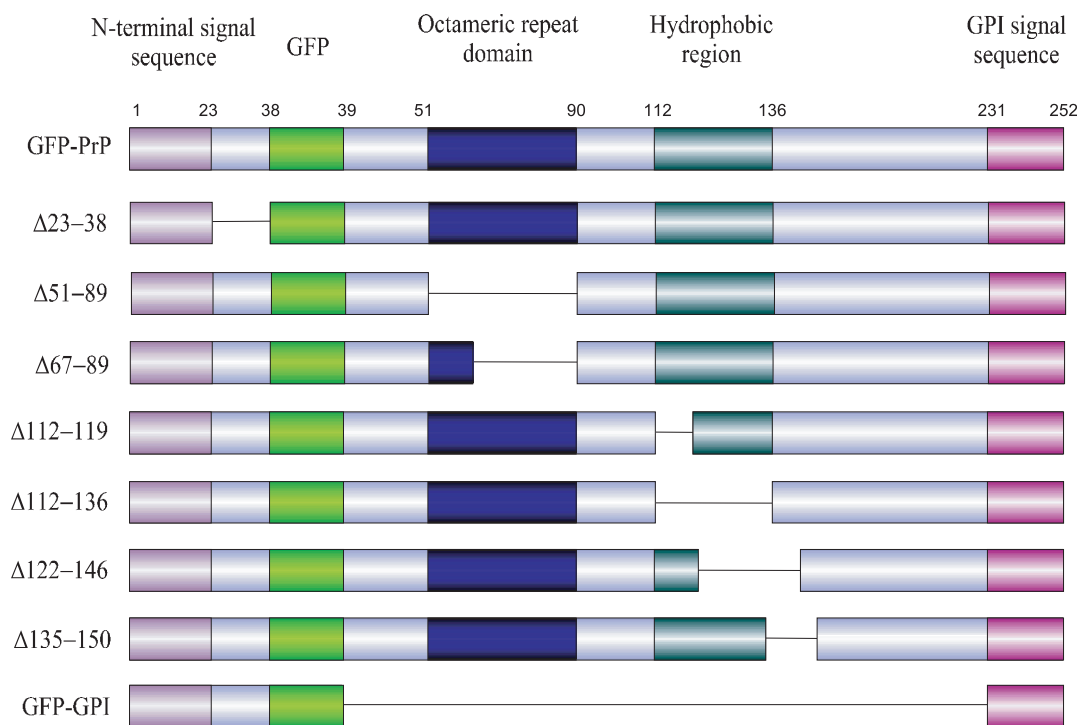 N-terminal signal
sequence
GFP
Octameric repeat
domain
Hydrophobic
region
GPI signal
sequence
1 23 38 39 51 90 112 136 231 252
GFP-PrP
Δ23–38
Δ51–89
Δ67–89
Δ112–119
Δ112–136
Δ122–146
Δ135–150
GFP-GPI